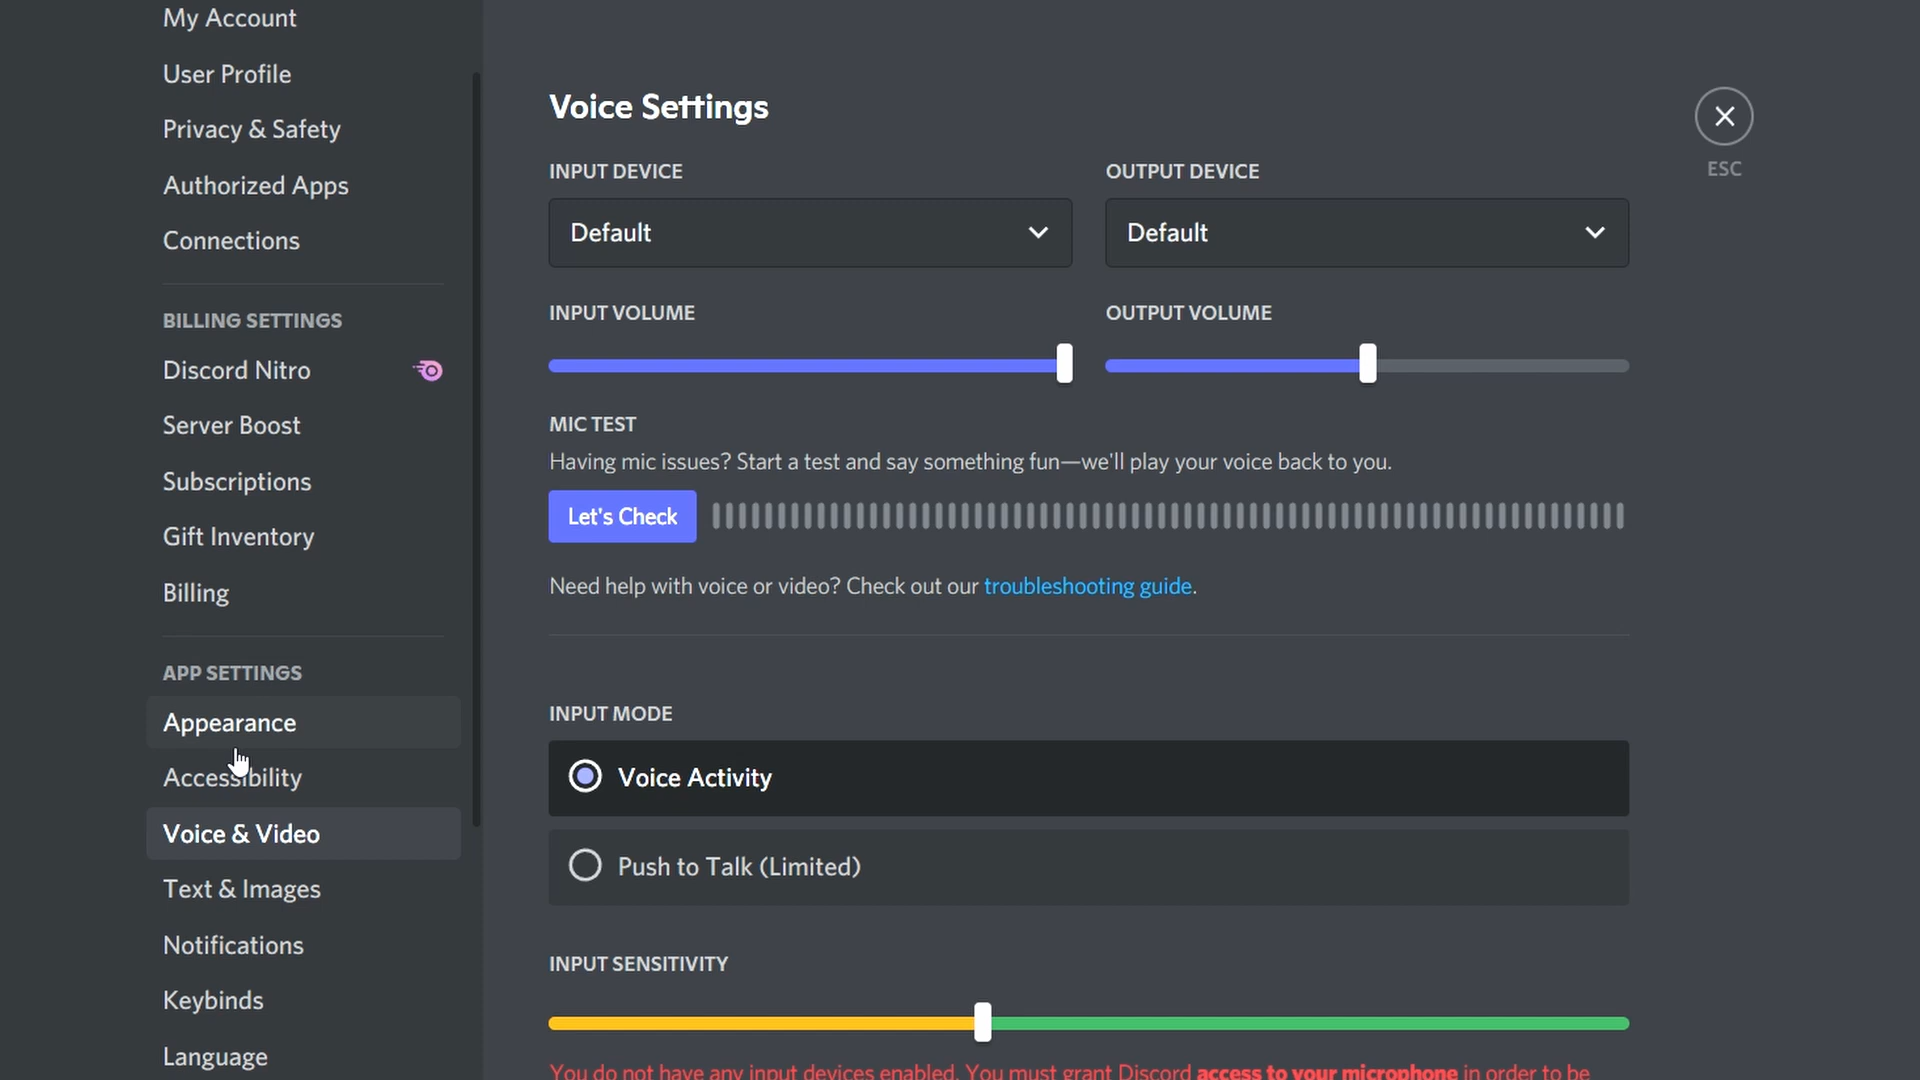 My Account
User Profile
Privacy & Safety
Authorized Apps
Connections
BILLING SETTINGS
Discord Nitro
Server Boost
Subscriptions
Gift Inventory
Billing
APP SETTINGS
Appearance
Accessibility
Voice & Video
Text & Images
Notifications
Keybinds
Language
Voice Settings
INPUT DEVICE
OUTPUT DEVICE
Default
Default
INPUT VOLUME
OUTPUT VOLUME
MIC TEST
Having mic issues? Start a test and say something fun—we'll play your voice back to you.
Let's Check
Need help with voice or video? Check out our troubleshooting guide.
INPUT MODE
Voice Activity
Push to Talk (Limited)
INPUT SENSITIVITY
You do not have any input devices enabled. You must grant Discord access to your microphone in order to be
ESC